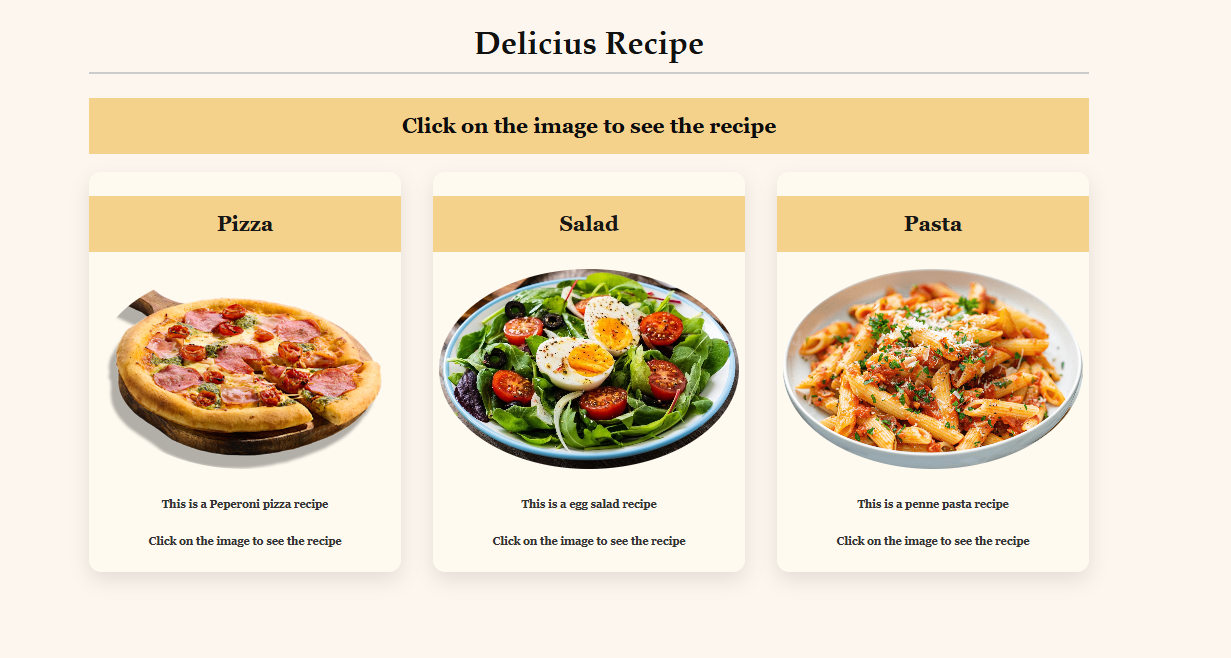 Delicius Recipe
Click on the image to see the recipe
Pizza
Salad
Pasta
This is a Peperoni pizza recipe
Click on the image to see the recipe
This is a egg salad recipe
Click on the image to see the recipe
This is a penne pasta recipe
Click on the image to see the recipe